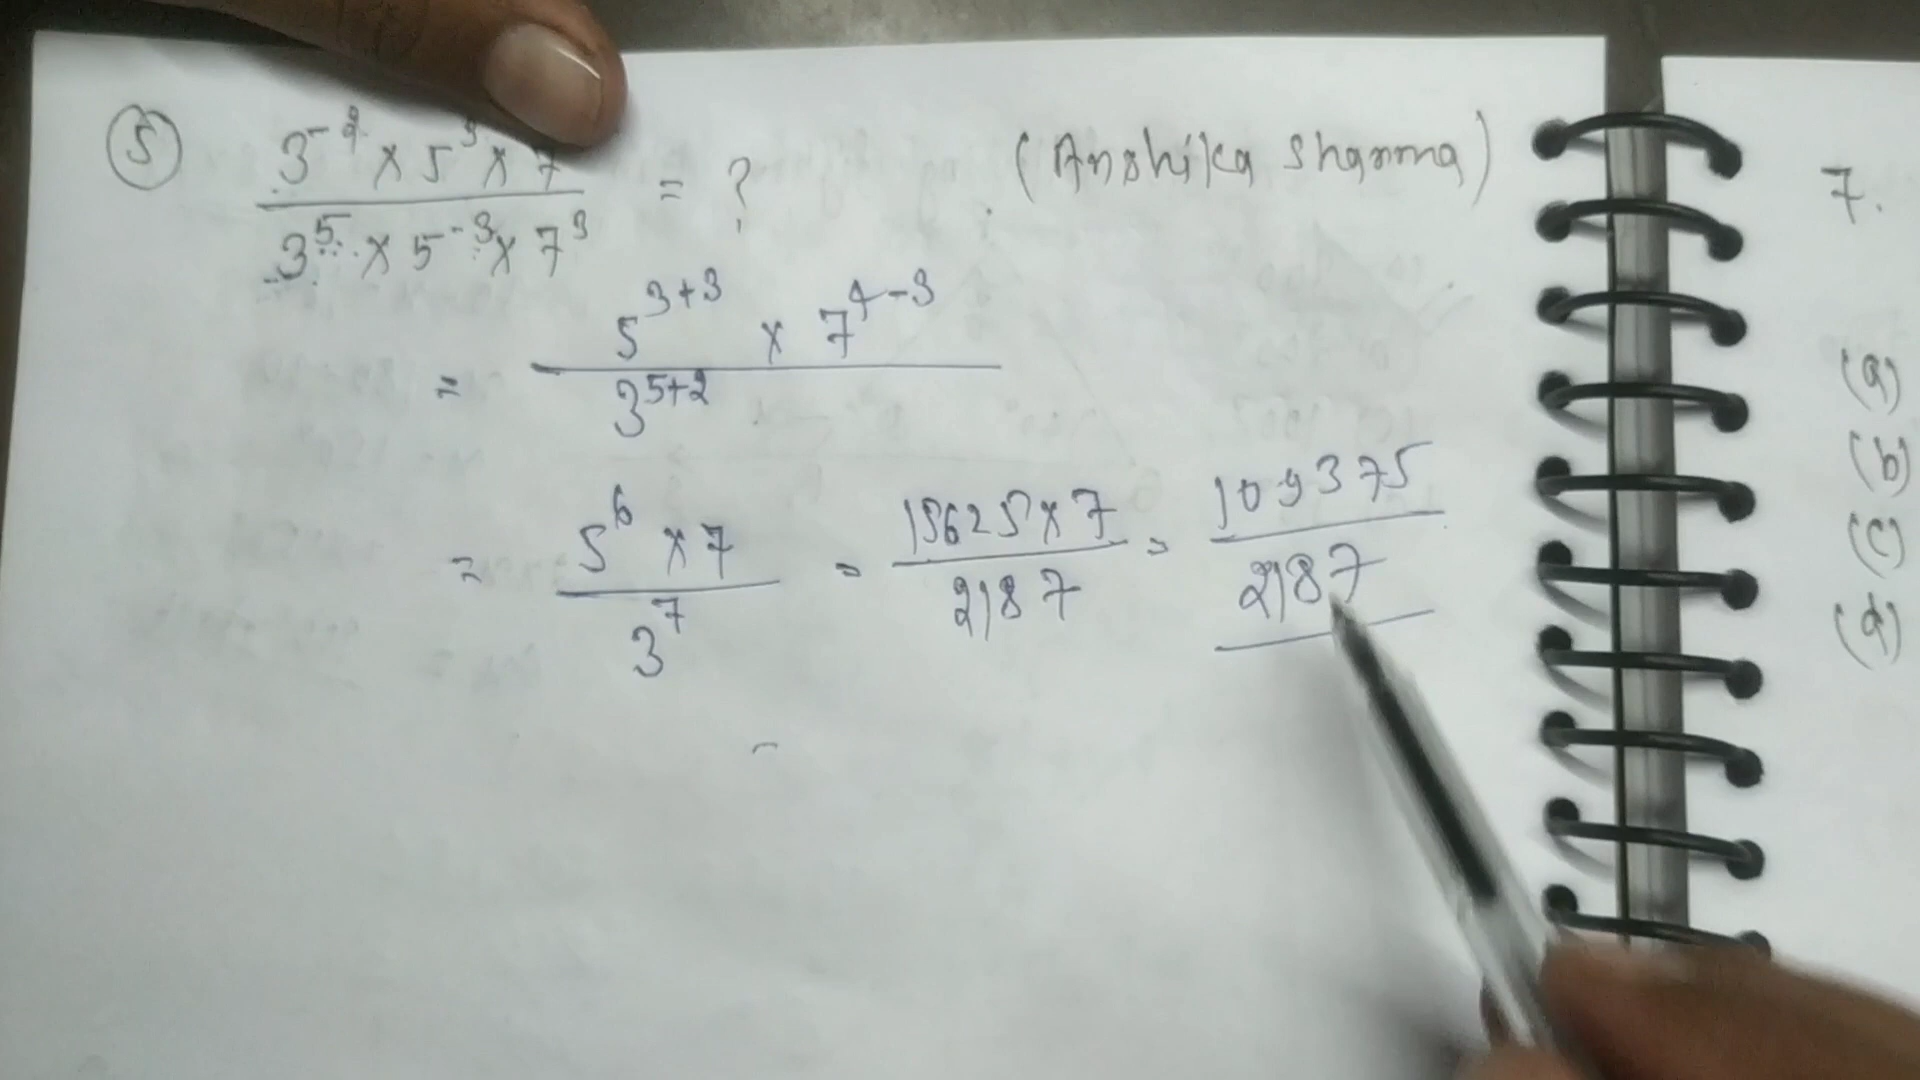 (5) 3^-2 × 5^3 × 7
3^5 × 5^-3 × 7^3 = ?
(Anshika Sharma)
= 5^3+3 × 7^4-3
3^5+2
= 5^6 × 7 / 3^7 = 15625 × 7 / 2187 = 109375 / 2187
7.
(a)
(b)
(c)
(d)